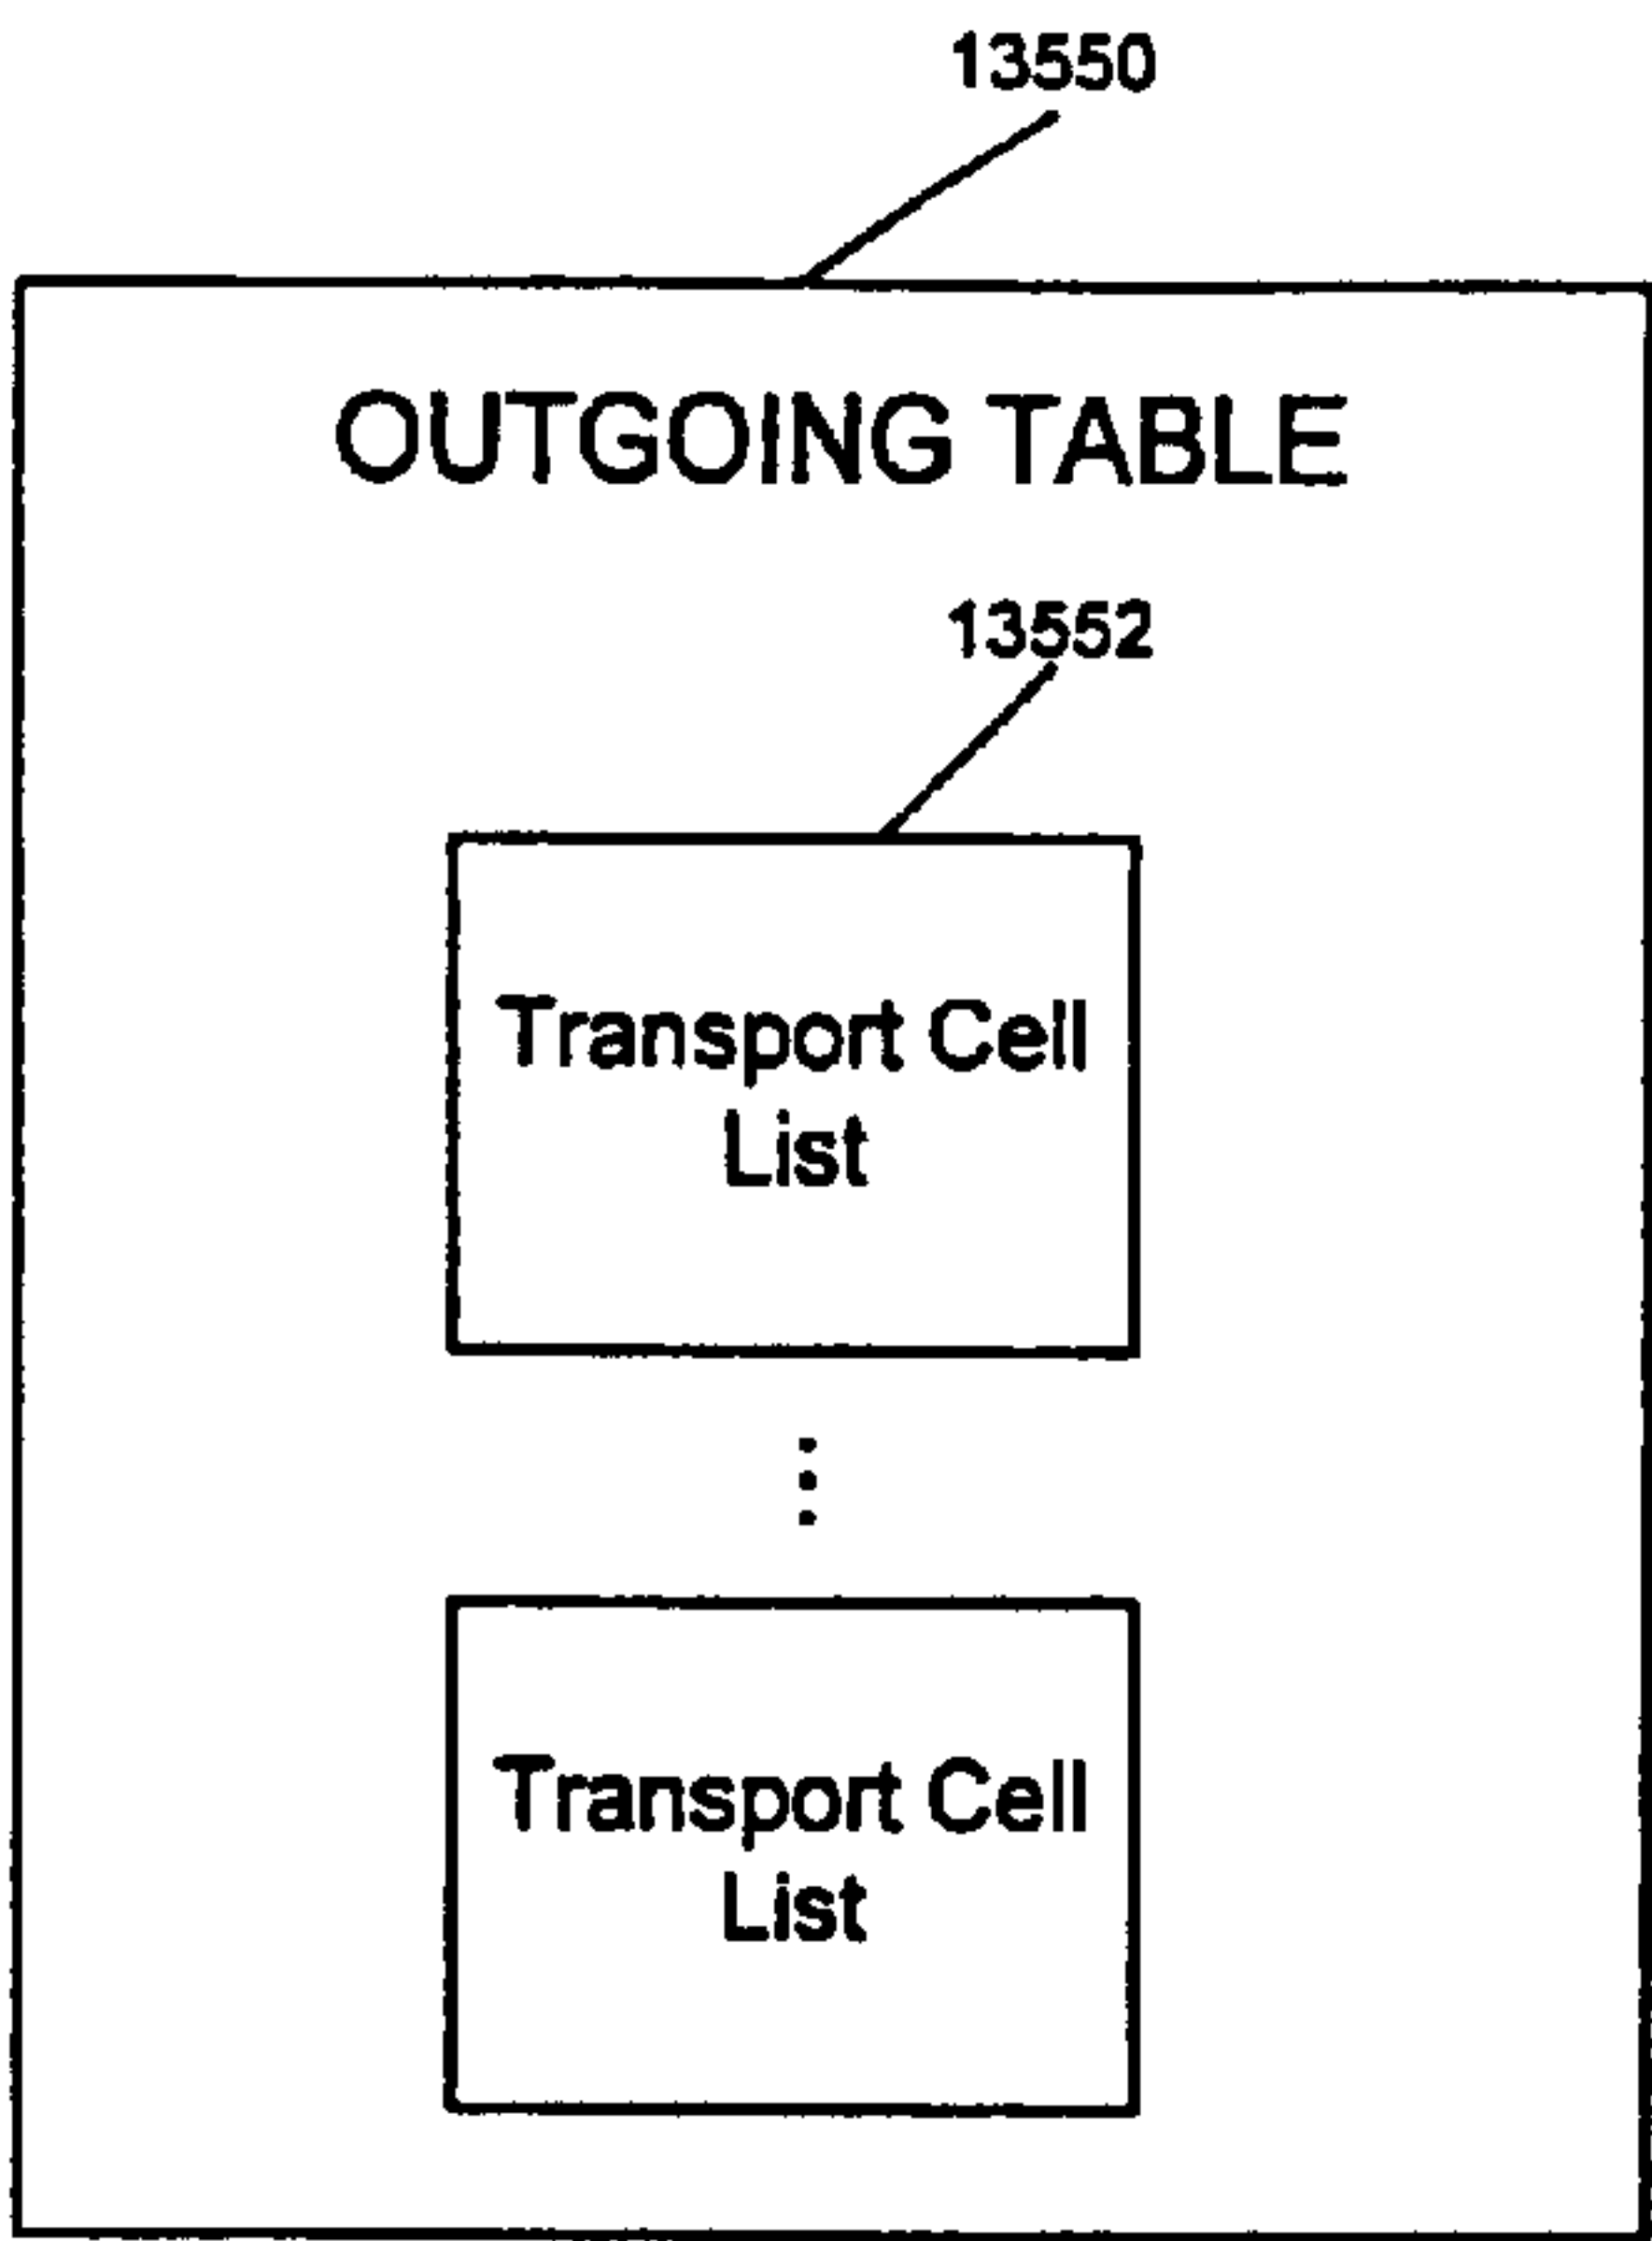 13550
OUTGOING TABLE
13552
Transport Cell
List
Transport Cell
List